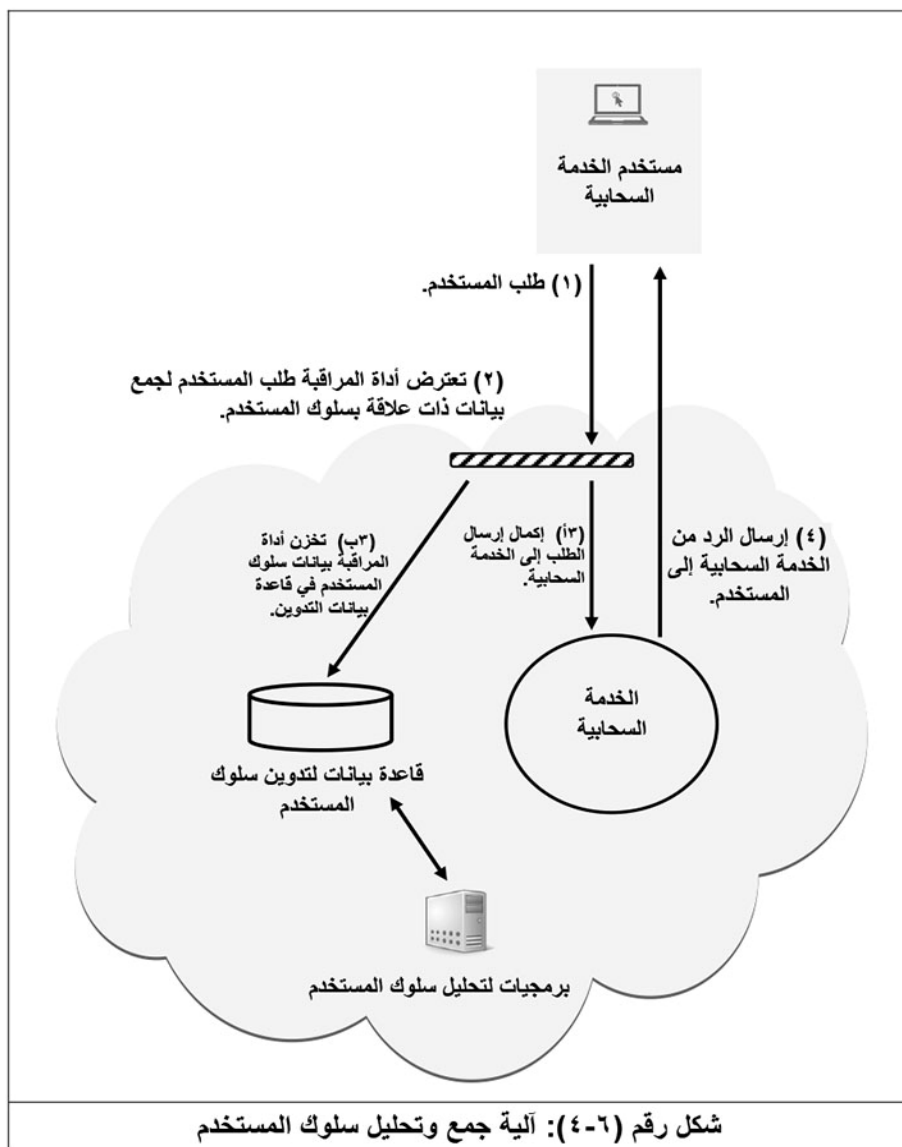 مستخدم الخدمة
السحابية
(١) طلب المستخدم.
(٢) تعترض أداة المراقبة طلب المستخدم لجمع
بيانات ذات علاقة بسلوك المستخدم.
(٣أ) إكمال إرسال
الطلب إلى الخدمة
السحابية.
(٣ب) تخزن أداة
المراقبة بيانات سلوك
المستخدم في قاعدة
بيانات التدوين.
(٤) إرسال الرد من
الخدمة السحابية إلى
المستخدم.
الخدمة
السحابية
قاعدة بيانات لتدوين سلوك
المستخدم
برمجيات لتحليل سلوك المستخدم
شكل رقم (٦-٤): آلية جمع وتحليل سلوك المستخدم